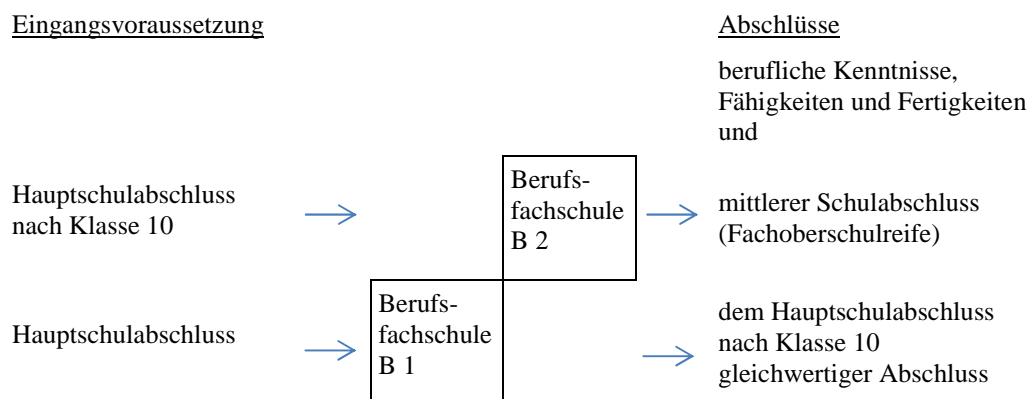 Eingangsvoraussetzung
Abschlüsse
berufliche Kenntnisse,
Fähigkeiten und Fertigkeiten
und
Hauptschulabschluss
nach Klasse 10
Berufs-
fachschule
B 2
mittlerer Schulabschluss
(Fachoberschulreife)
Hauptschulabschluss
Berufs-
fachschule
B 1
dem Hauptschulabschluss
nach Klasse 10
gleichwertiger Abschluss